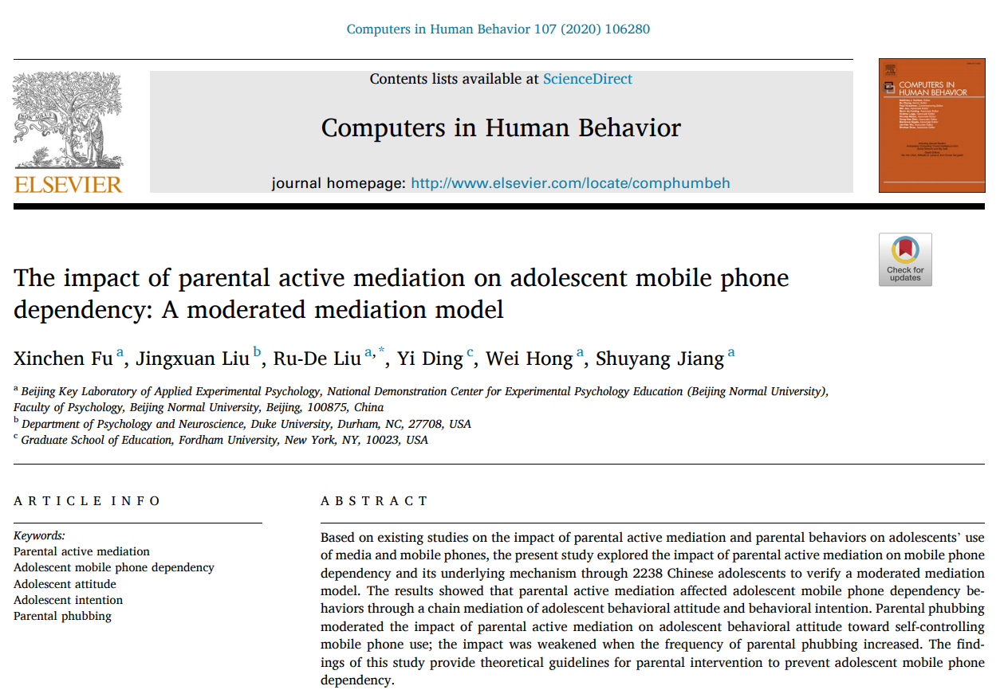 Computers in Human Behavior 107 (2020) 106280
Contents lists available at ScienceDirect
Computers in Human Behavior
journal homepage: http://www.elsevier.com/locate/comphumbeh
NON SOLUS
ELSEVIER
COMPUTERS IN
HUMAN BEHAVIOR
Check for
updates
The impact of parental active mediation on adolescent mobile phone
dependency: A moderated mediation model
Xinchen Fu a, Jingxuan Liu b, Ru-De Liu a,*, Yi Ding c, Wei Hong a, Shuyang Jiang a
a Beijing Key Laboratory of Applied Experimental Psychology, National Demonstration Center for Experimental Psychology Education (Beijing Normal University),
Faculty of Psychology, Beijing Normal University, Beijing, 100875, China
b Department of Psychology and Neuroscience, Duke University, Durham, NC, 27708, USA
c Graduate School of Education, Fordham University, New York, NY, 10023, USA
ARTICLE INFO
Keywords:
Parental active mediation
Adolescent mobile phone dependency
Adolescent attitude
Adolescent intention
Parental phubbing
ABSTRACT
Based on existing studies on the impact of parental active mediation and parental behaviors on adolescents' use
of media and mobile phones, the present study explored the impact of parental active mediation on mobile phone
dependency and its underlying mechanism through 2238 Chinese adolescents to verify a moderated mediation
model. The results showed that parental active mediation affected adolescent mobile phone dependency be-
haviors through a chain mediation of adolescent behavioral attitude and behavioral intention. Parental phubbing
moderated the impact of parental active mediation on adolescent behavioral attitude toward self-controlling
mobile phone use; the impact was weakened when the frequency of parental phubbing increased. The find-
ings of this study provide theoretical guidelines for parental intervention to prevent adolescent mobile phone
dependency.